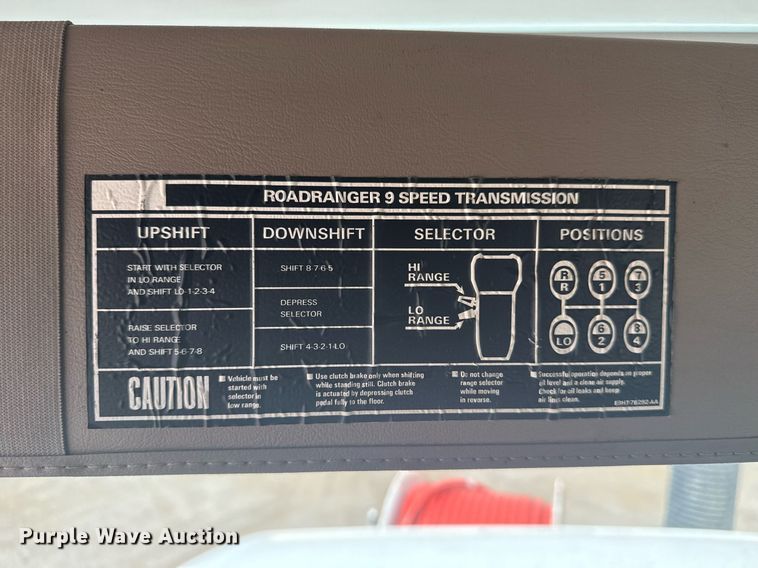 ROADRANGER 9 SPEED TRANSMISSION
UPSHIFT
START WITH SELECTOR
IN LO RANGE
AND SHIFT LO-1-2-3-4
RAISE SELECTOR
TO HI RANGE
AND SHIFT 5-6-7-8
DOWNSHIFT
SHIFT 8-7-6-5
DEPRESS
SELECTOR
SHIFT 4-3-2-1-LO
SELECTOR
HI
RANGE
LO
RANGE
POSITIONS
R 5 7
R 1 3
6 8
LO 2 4
CAUTION
Vehicle must be
started with
selector in
low range.
Use clutch brake only when shifting
while standing still. Clutch brake
is actuated by depressing clutch
pedal fully to the floor.
Do not change
range selector
while moving
in reverse.
Successful operation depends on proper
oil level and a clean air supply.
Check for oil leaks and keep
air lines clean.
Purple Wave Auction